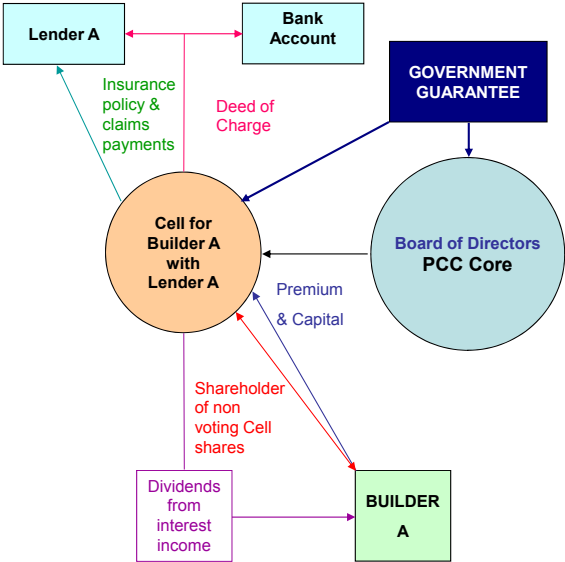 Lender A
Bank
Account
GOVERNMENT
GUARANTEE
Insurance
policy &
claims
payments
Deed of
Charge
Cell for
Builder A
with
Lender A
Board of Directors
PCC Core
Premium
& Capital
Shareholder
of non
voting Cell
shares
Dividends
from
interest
income
BUILDER
A